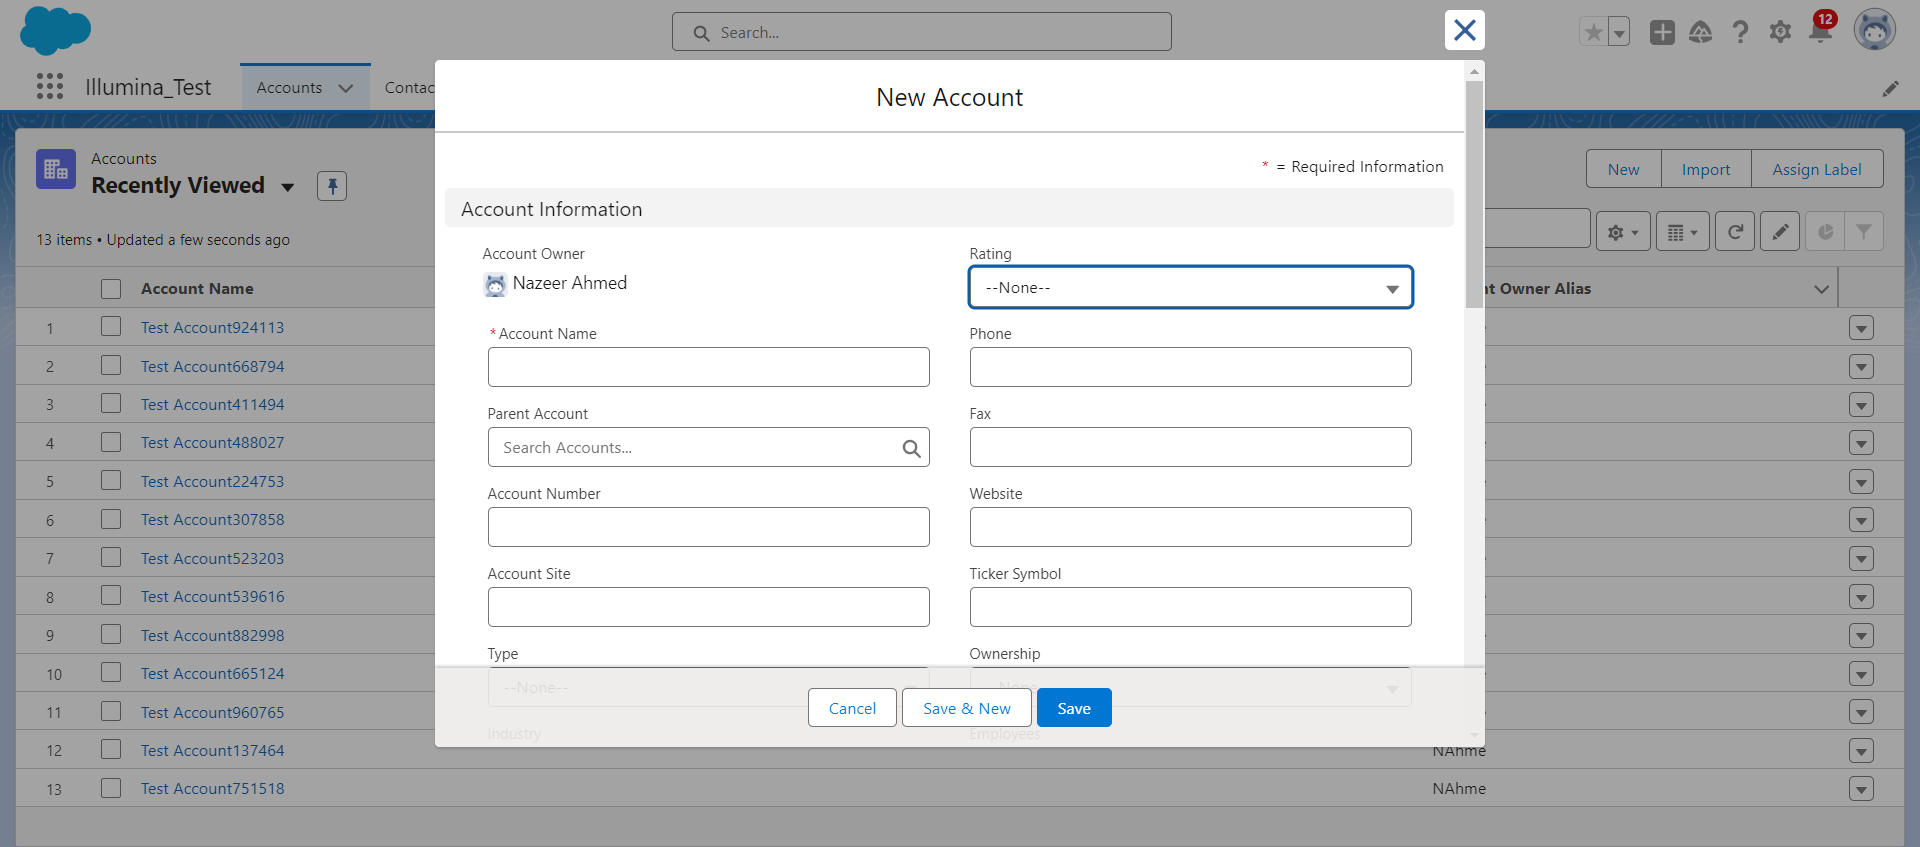 Search...
12
Illumina_Test
Accounts
Contac
New Account
* = Required Information
Accounts
Recently Viewed
New
Import
Assign Label
13 items • Updated a few seconds ago
Account Information
Account Owner
Nazeer Ahmed
Rating
--None--
Account Name
t Owner Alias
*Account Name
Phone
Parent Account
Search Accounts...
Fax
Account Number
Website
Account Site
Ticker Symbol
Type
--None--
Ownership
--None--
Industry
Employees
Cancel
Save & New
Save
1 Test Account924113
2 Test Account668794
3 Test Account411494
4 Test Account488027
5 Test Account224753
6 Test Account307858
7 Test Account523203
8 Test Account539616
9 Test Account882998
10 Test Account665124
11 Test Account960765
12 Test Account137464 NAhme
13 Test Account751518 NAhme